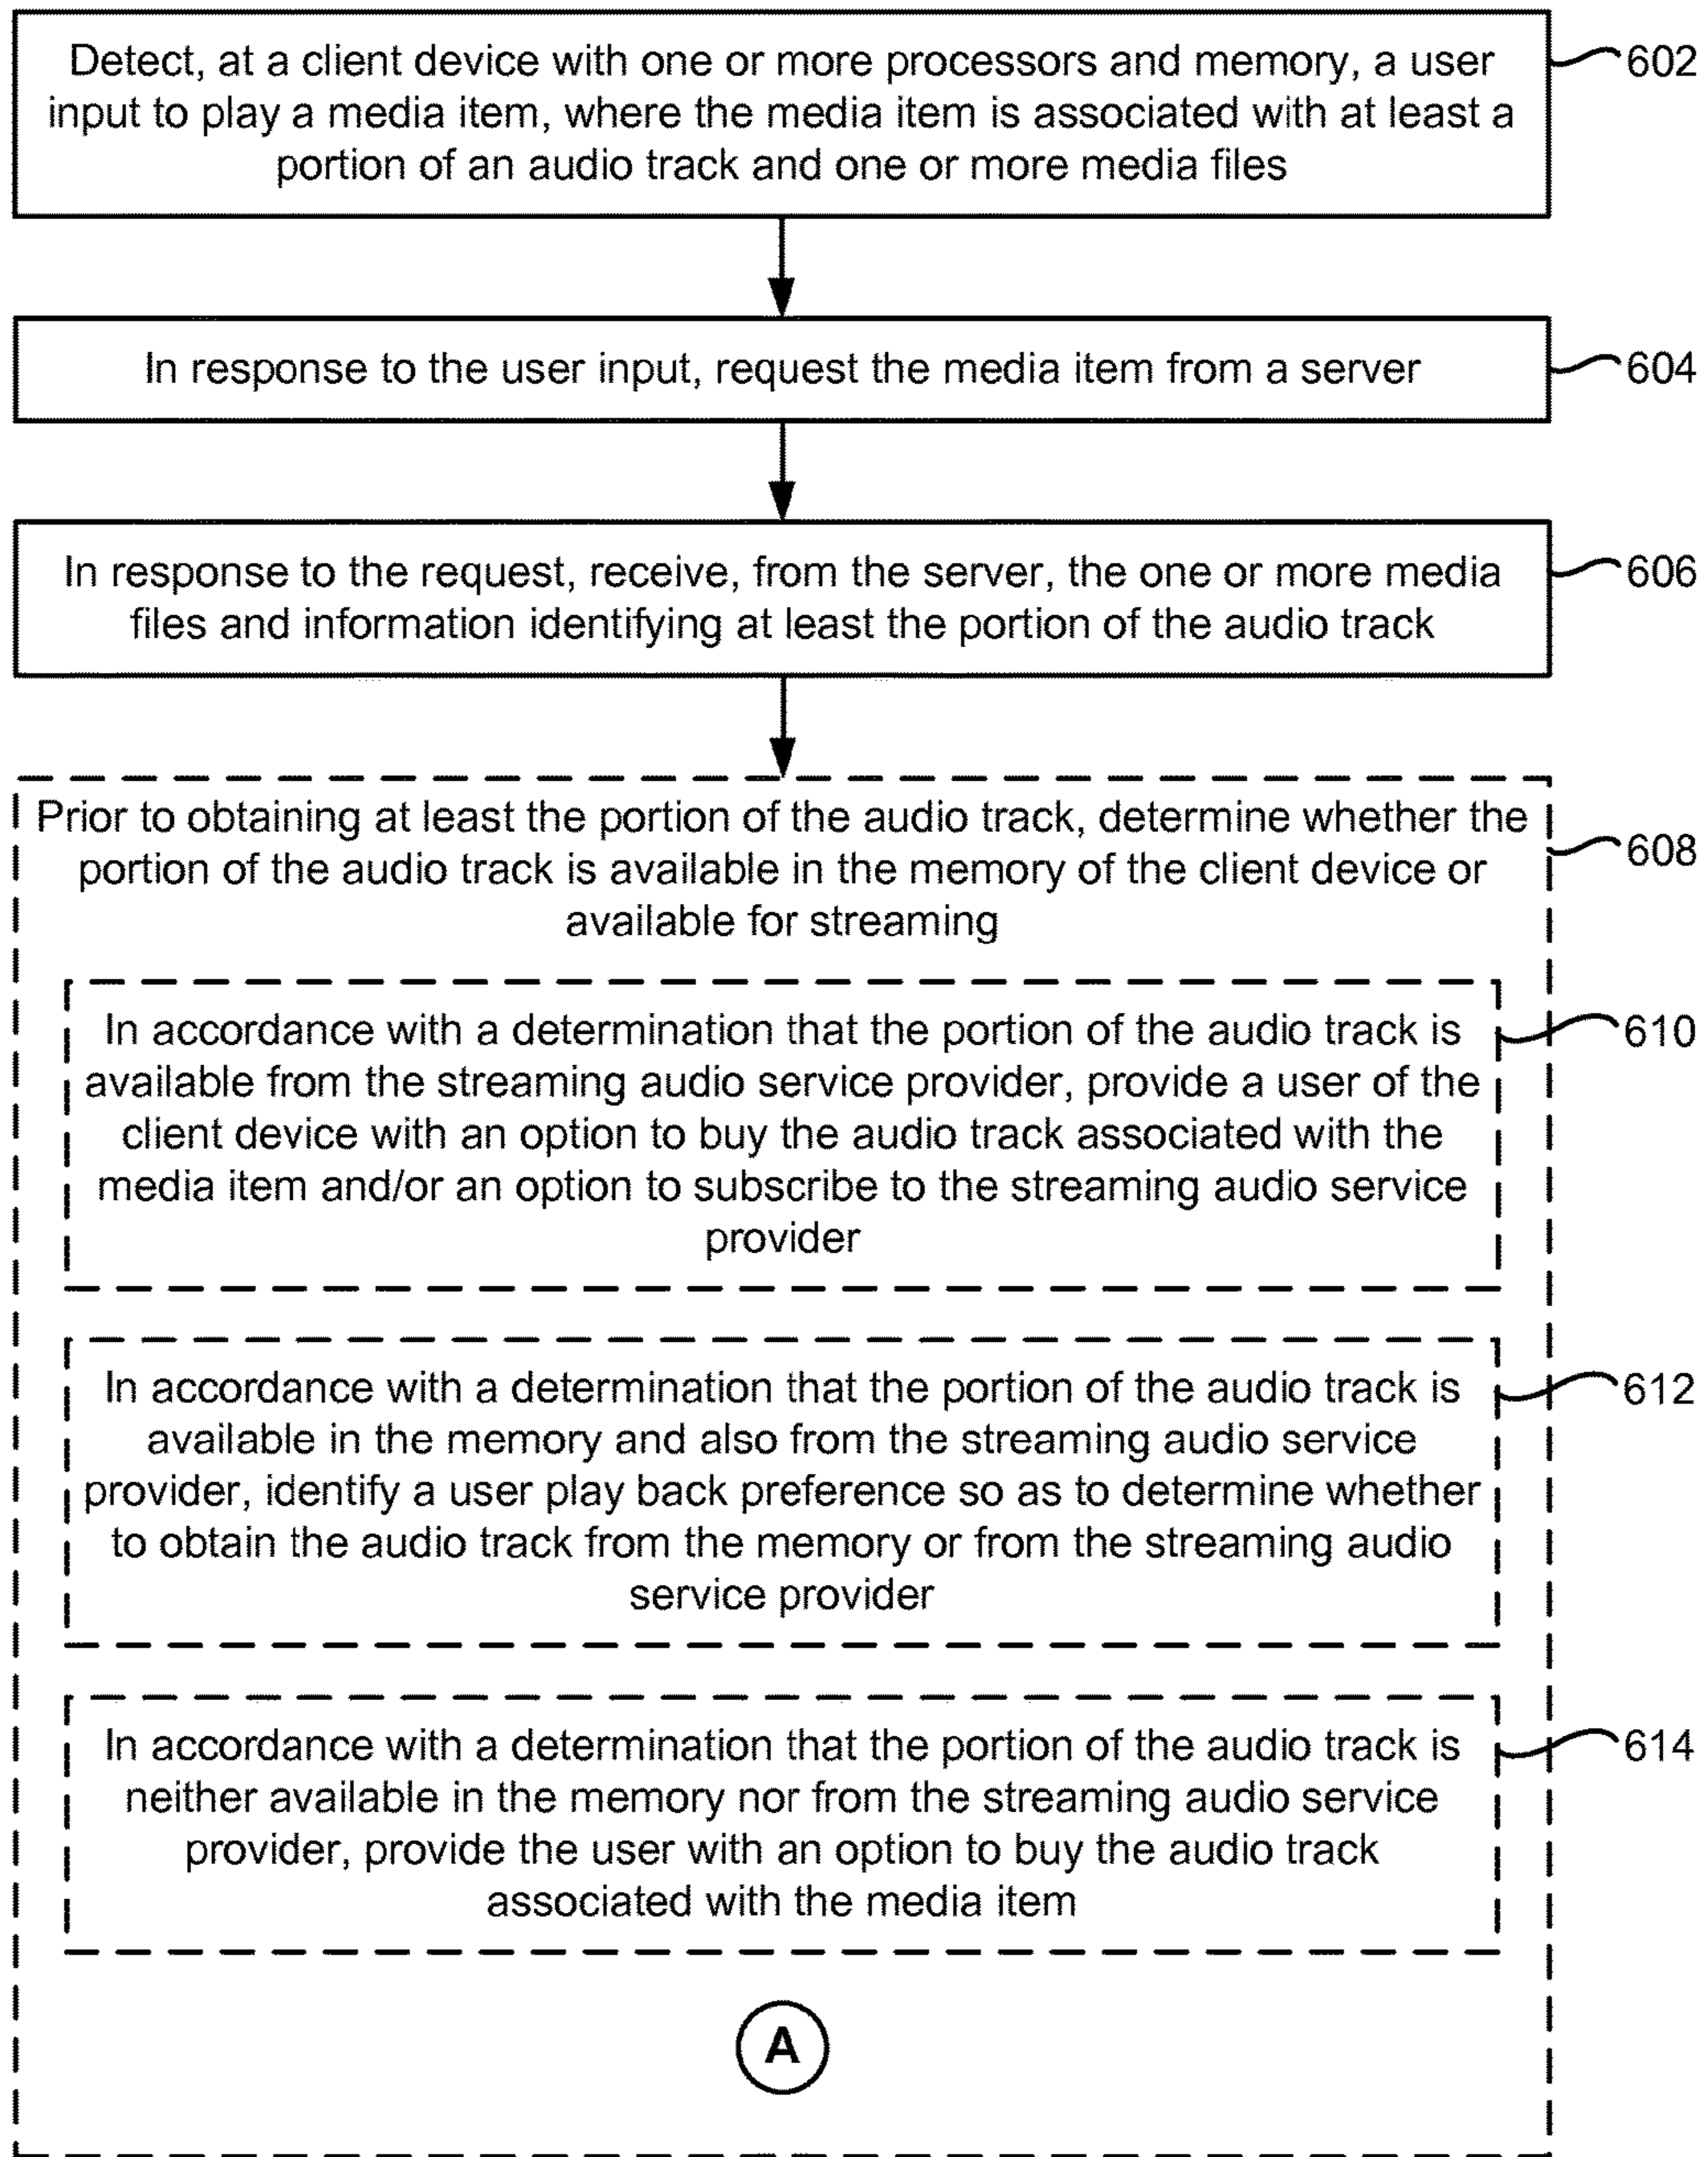 Detect, at a client device with one or more processors and memory, a user
input to play a media item, where the media item is associated with at least a
portion of an audio track and one or more media files
602
In response to the user input, request the media item from a server
604
In response to the request, receive, from the server, the one or more media
files and information identifying at least the portion of the audio track
606
Prior to obtaining at least the portion of the audio track, determine whether the
portion of the audio track is available in the memory of the client device or
available for streaming
608
In accordance with a determination that the portion of the audio track is
available from the streaming audio service provider, provide a user of the
client device with an option to buy the audio track associated with the
media item and/or an option to subscribe to the streaming audio service
provider
610
In accordance with a determination that the portion of the audio track is
available in the memory and also from the streaming audio service
provider, identify a user play back preference so as to determine whether
to obtain the audio track from the memory or from the streaming audio
service provider
612
In accordance with a determination that the portion of the audio track is
neither available in the memory nor from the streaming audio service
provider, provide the user with an option to buy the audio track
associated with the media item
614
A